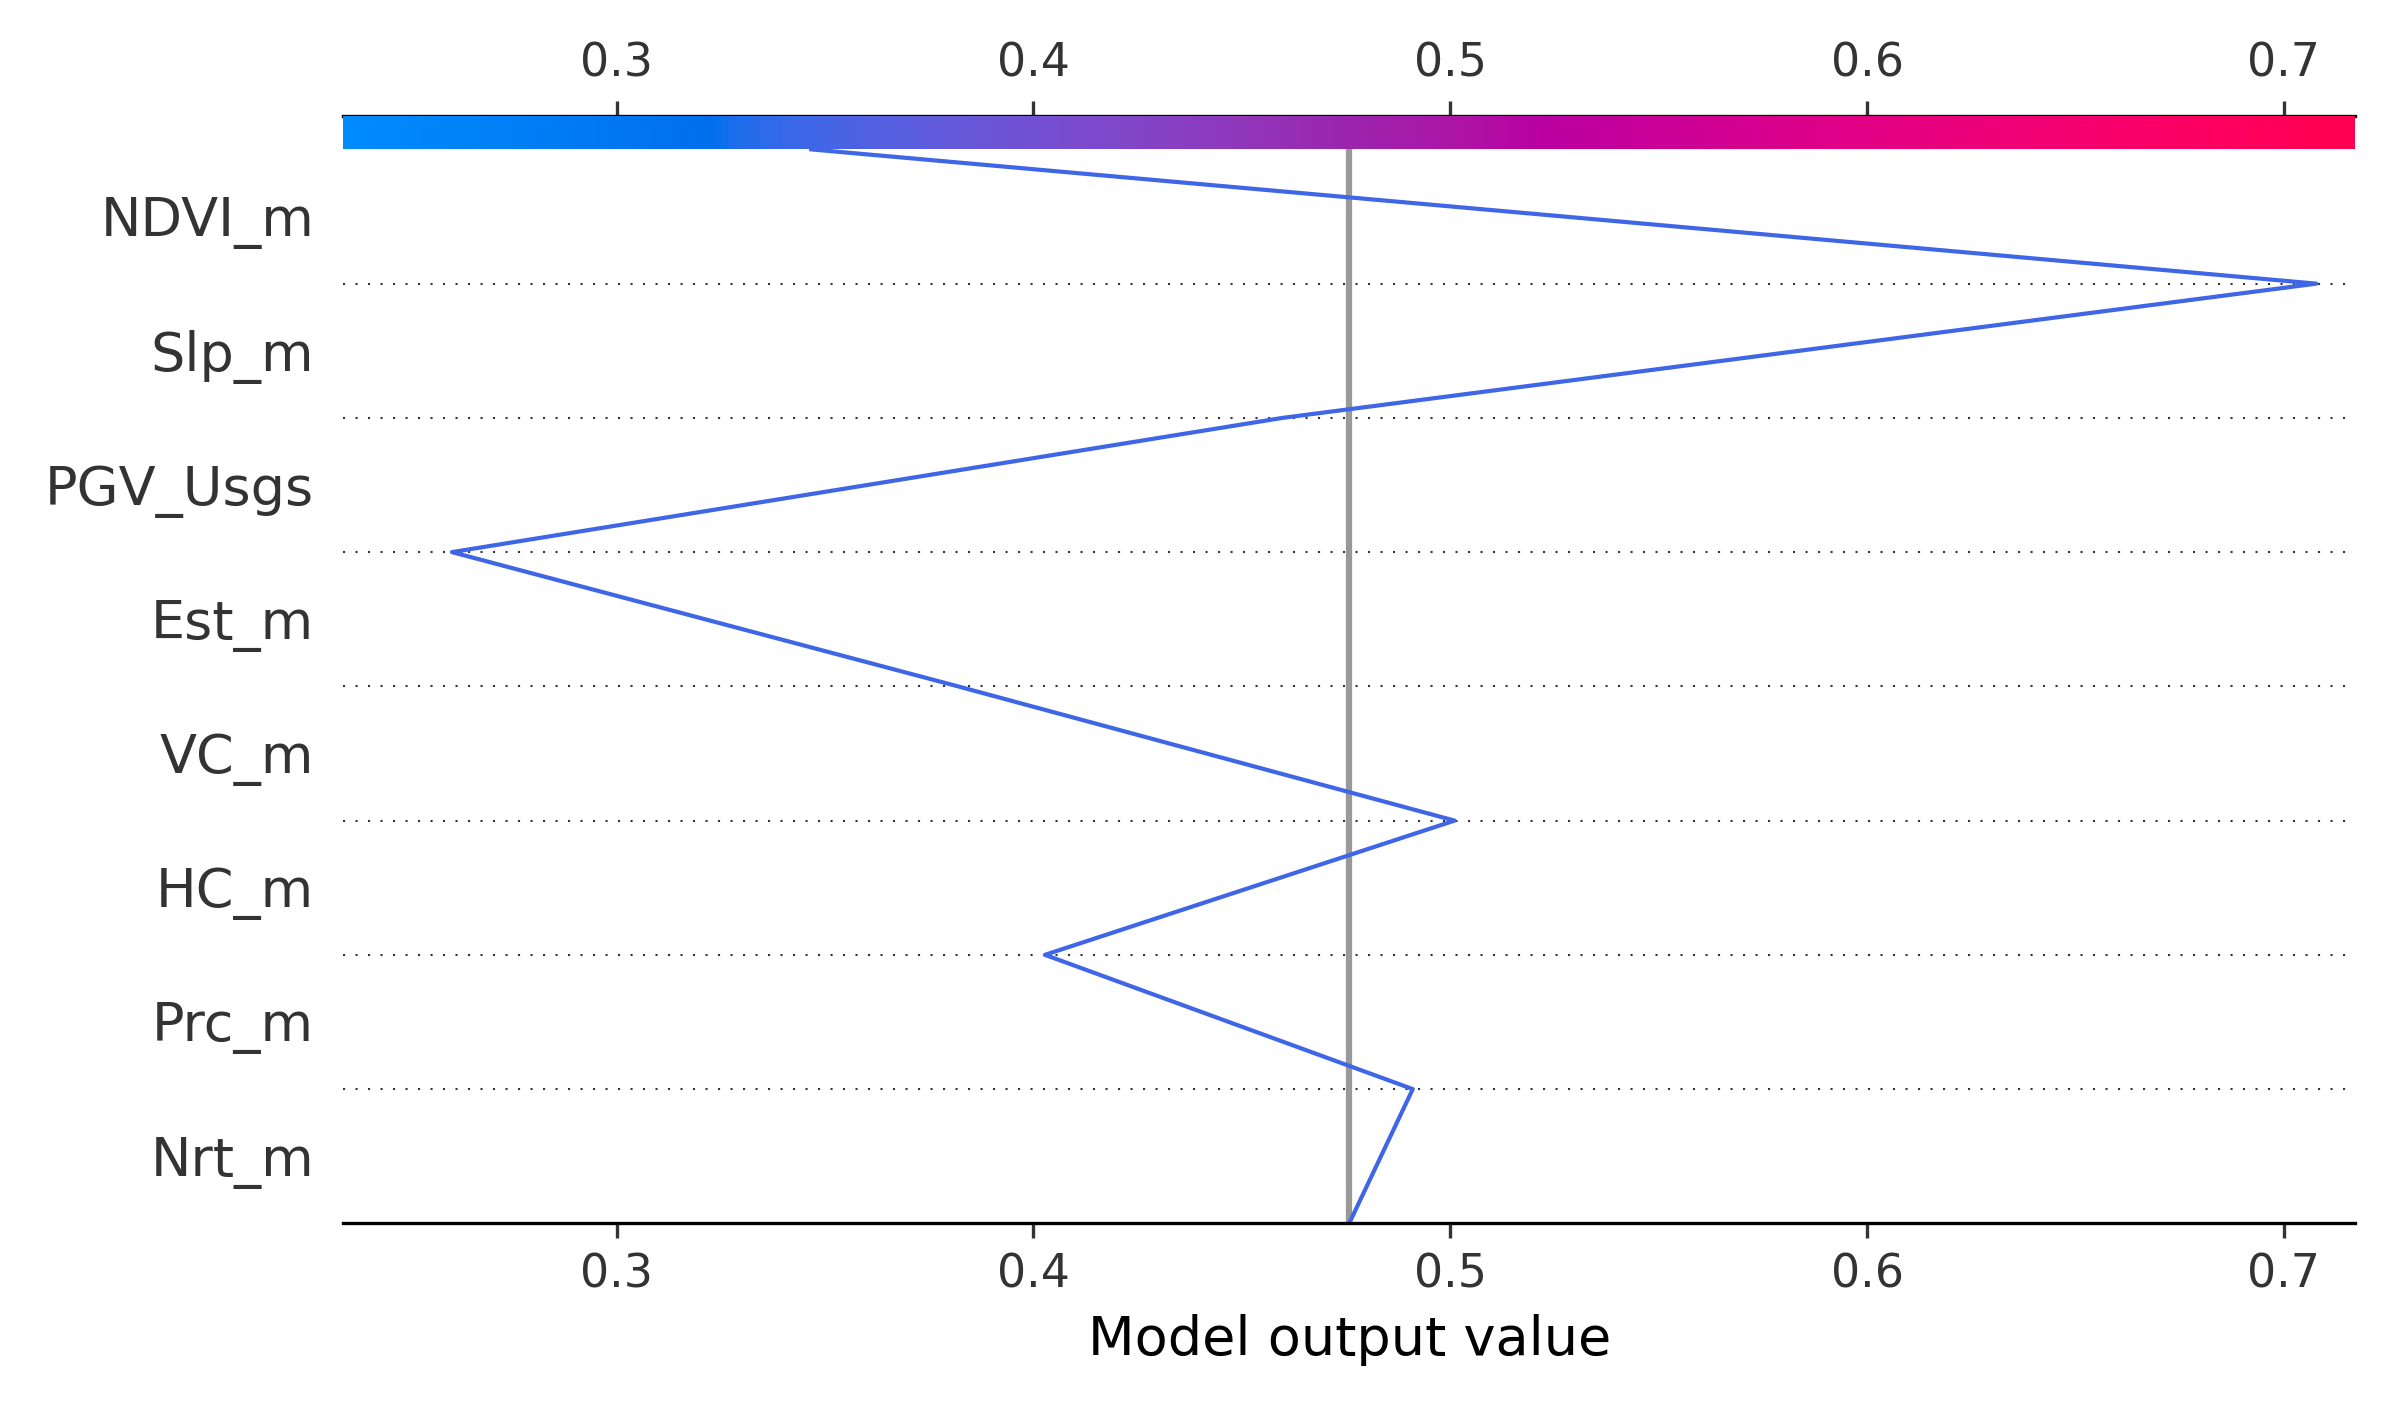 0.3 0.4 0.5 0.6 0.7
NDVI_m
Slp_m
PGV_Usgs
Est_m
VC_m
HC_m
Prc_m
Nrt_m
0.3 0.4 0.5 0.6 0.7
Model output value